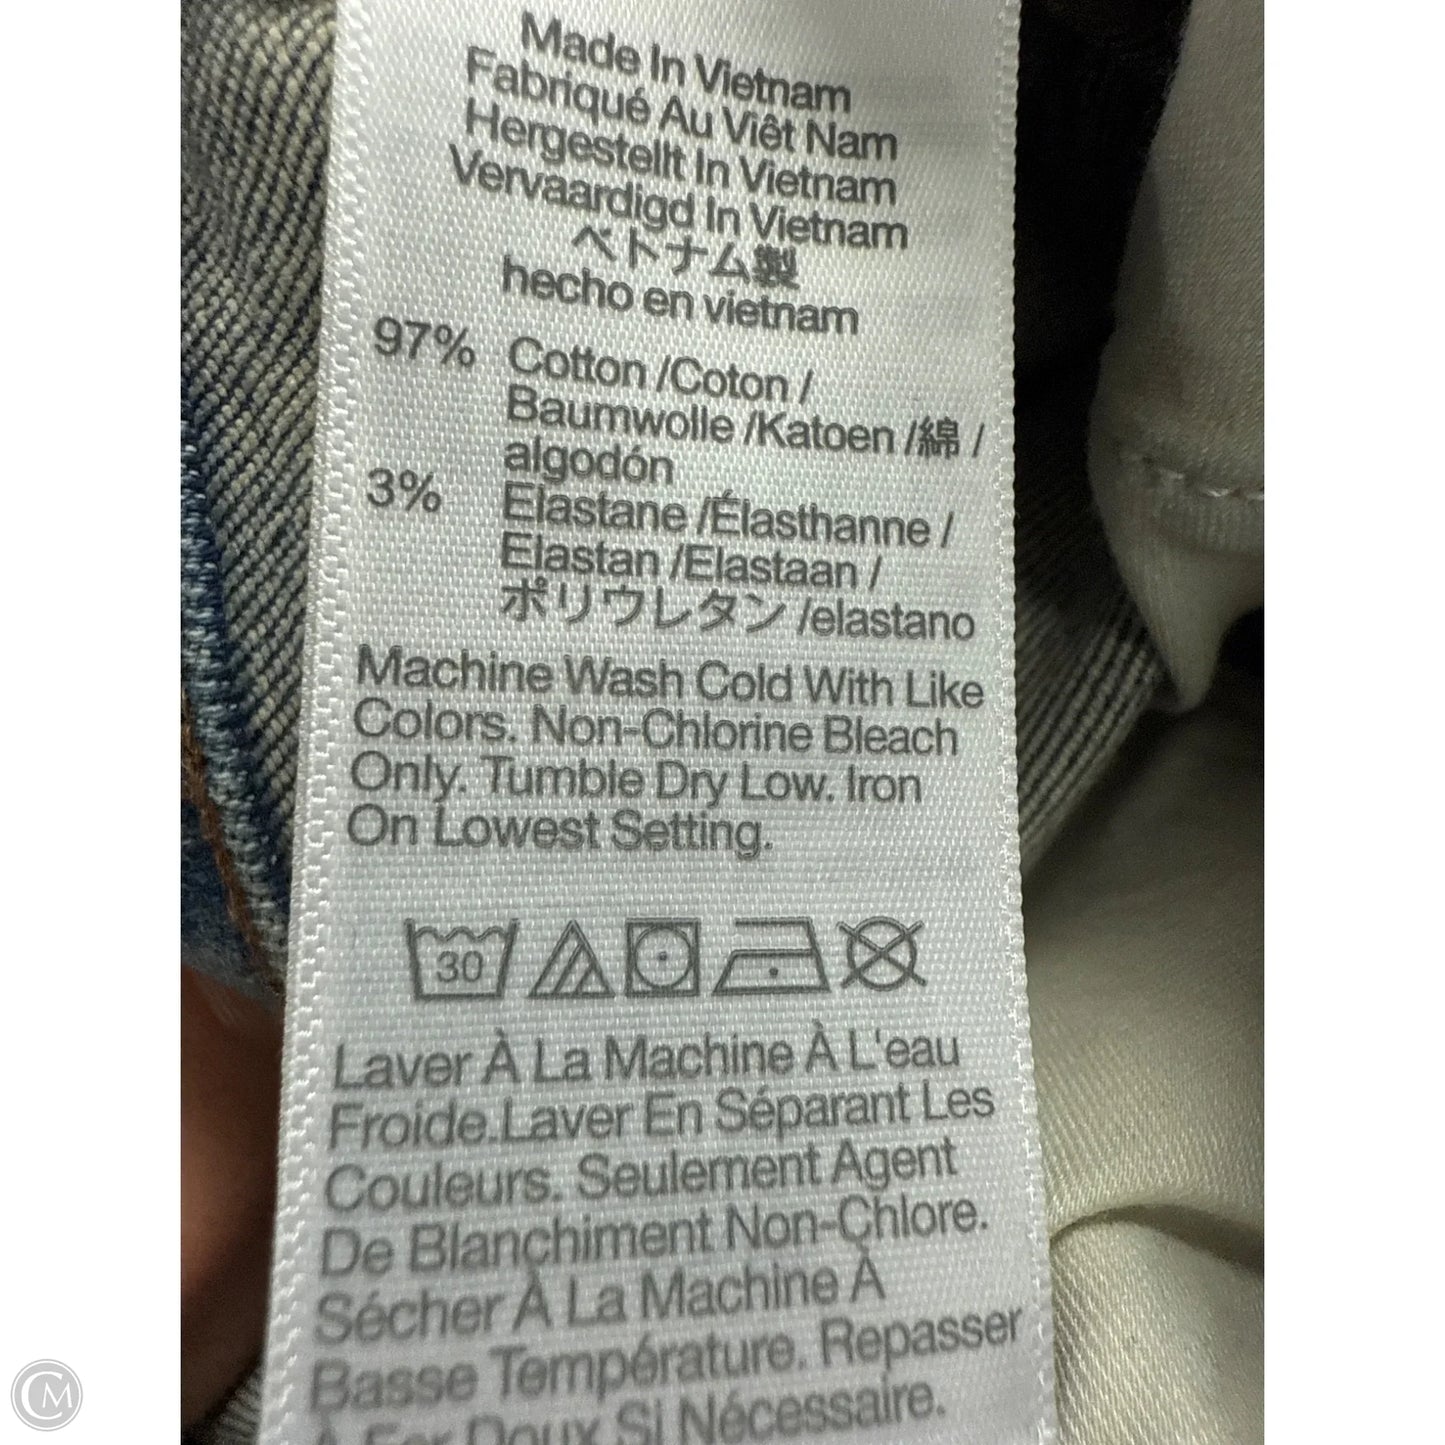 Made In Vietnam
Fabriqué Au Viêt Nam
Hergestellt In Vietnam
Vervaardigd In Vietnam
ベトナム製
hecho en vietnam
97% Cotton /Coton /
Baumwolle /Katoen /綿 /
algodón
3% Elastane /Élasthanne /
Elastan /Elastaan /
ポリウレタン /elastano
Machine Wash Cold With Like
Colors. Non-Chlorine Bleach
Only. Tumble Dry Low. Iron
On Lowest Setting.
30
Laver À La Machine À L'eau
Froide.Laver En Séparant Les
Couleurs. Seulement Agent
De Blanchiment Non-Chlore.
Sécher À La Machine À
Basse Température. Repasser
À Fer Doux Si Nécessaire.
CM